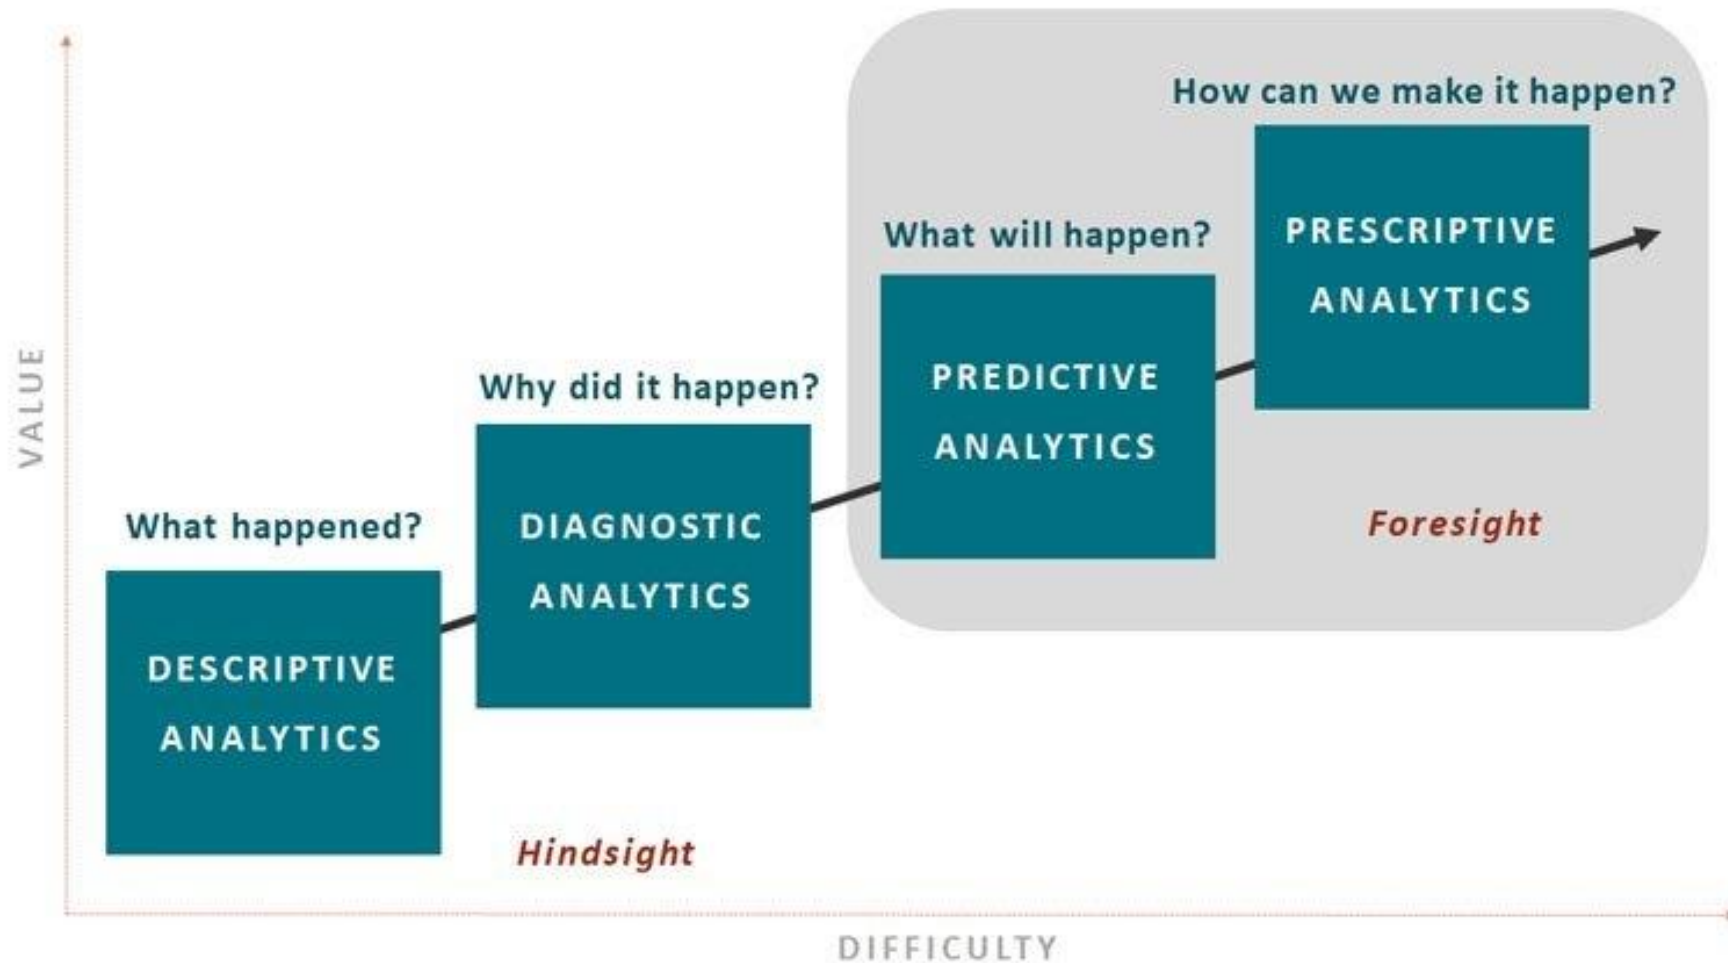 How can we make it happen?
PRESCRIPTIVE
ANALYTICS
What will happen?
PREDICTIVE
ANALYTICS
Why did it happen?
DIAGNOSTIC
ANALYTICS
What happened?
DESCRIPTIVE
ANALYTICS
Foresight
Hindsight
VALUE
DIFFICULTY